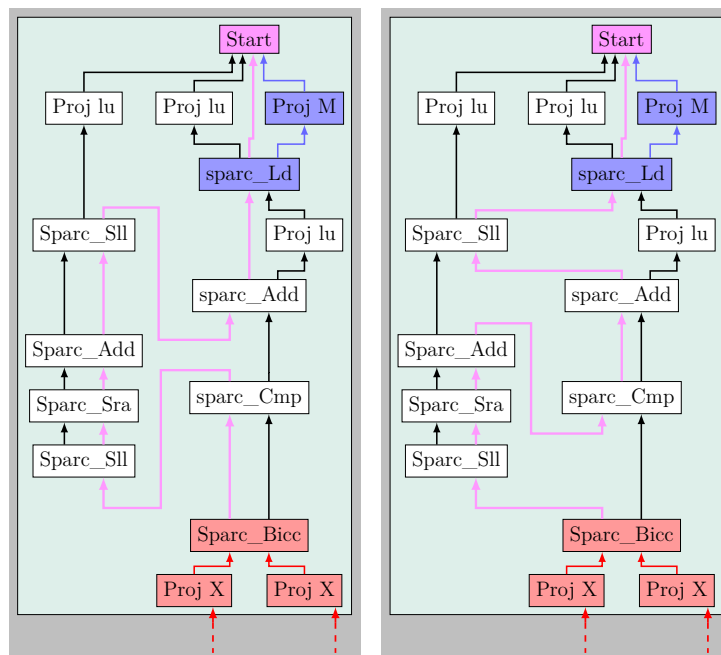 Start
Proj lu
Proj lu
Proj M
sparc_Ld
Sparc_Sll
Proj lu
sparc_Add
Sparc_Add
Sparc_Sra
sparc_Cmp
Sparc_Sll
Sparc_Bicc
Proj X
Proj X
Start
Proj lu
Proj lu
Proj M
sparc_Ld
Sparc_Sll
Proj lu
sparc_Add
Sparc_Add
Sparc_Sra
sparc_Cmp
Sparc_Sll
Sparc_Bicc
Proj X
Proj X